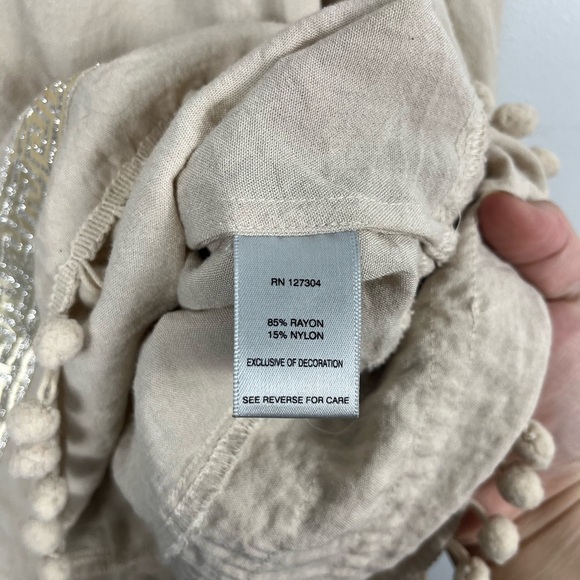 RN 127304
85% RAYON
15% NYLON
EXCLUSIVE OF DECORATION
SEE REVERSE FOR CARE